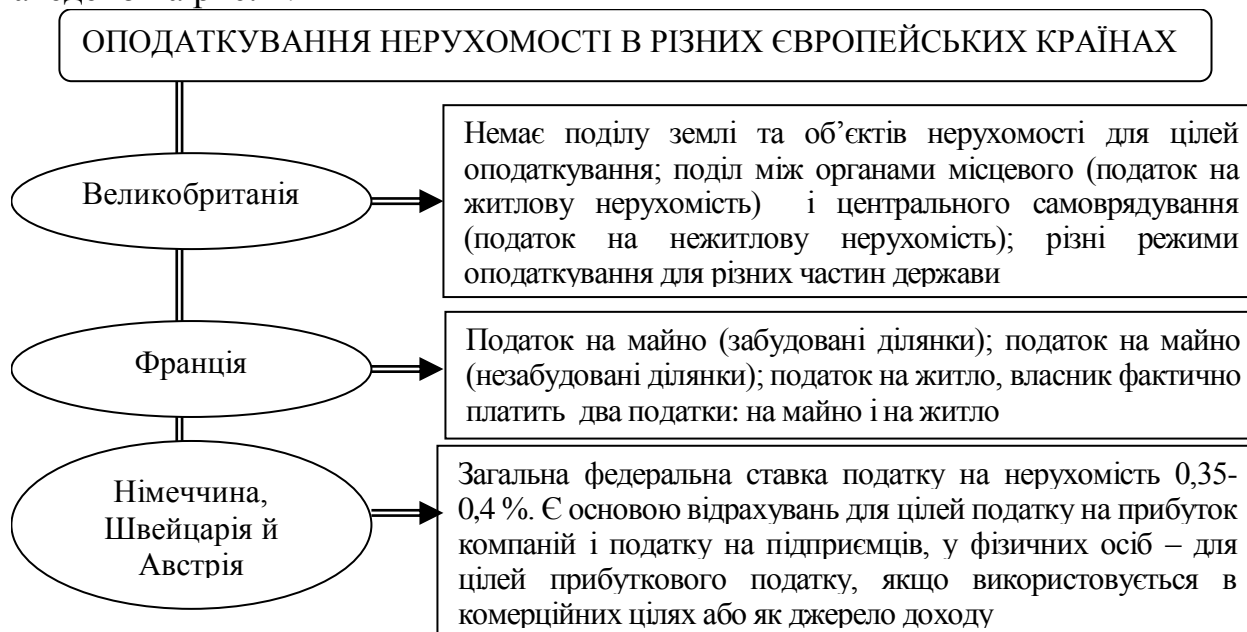 ОПОДАТКУВАННЯ НЕРУХОМОСТІ В РІЗНИХ ЄВРОПЕЙСЬКИХ КРАЇНАХ
Великобританія
Немає поділу землі та об’єктів нерухомості для цілей
оподаткування; поділ між органами місцевого (податок на
житлову нерухомість) і центрального самоврядування
(податок на нежитлову нерухомість); різні режими
оподаткування для різних частин держави
Франція
Податок на майно (забудовані ділянки); податок на майно
(незабудовані ділянки); податок на житло, власник фактично
платить два податки: на майно і на житло
Німеччина,
Швейцарія й
Австрія
Загальна федеральна ставка податку на нерухомість 0,35-
0,4 %. Є основою відрахувань для цілей податку на прибуток
компаній і податку на підприємців, у фізичних осіб – для
цілей прибуткового податку, якщо використовується в
комерційних цілях або як джерело доходу